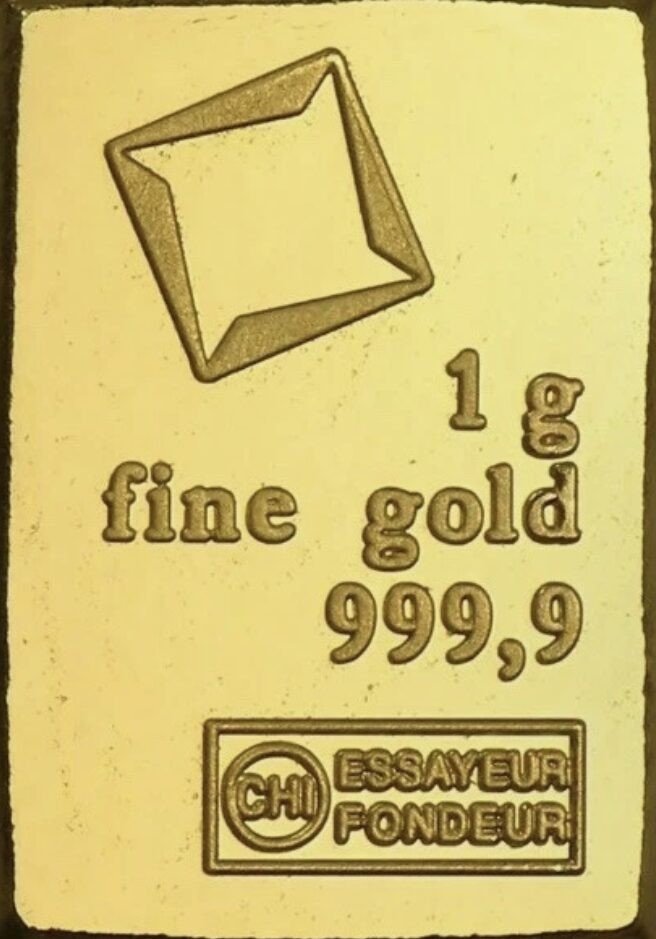 1 g
fine gold
999,9
CHI ESSAYEUR
FONDEUR